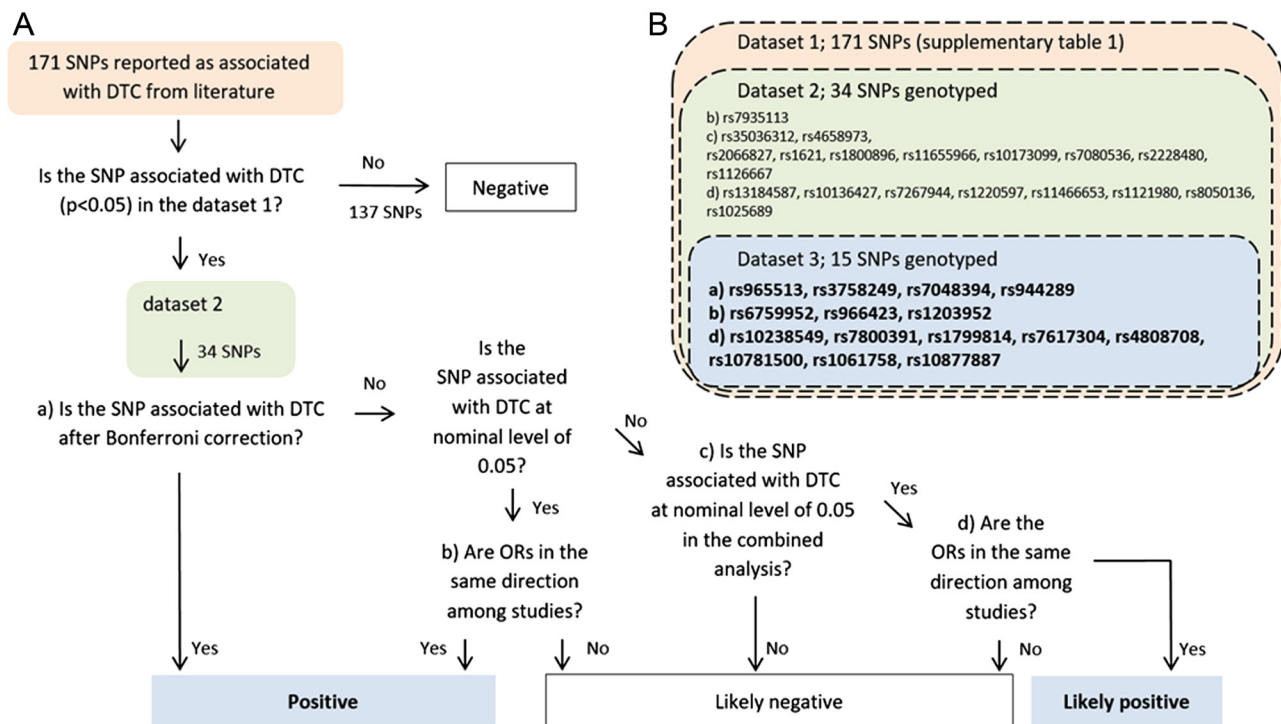 A
171 SNPs reported as associated
with DTC from literature
Is the SNP associated with DTC
(p<0.05) in the dataset 1?
No
137 SNPs
Negative
Yes
dataset 2
34 SNPs
a) Is the SNP associated with DTC
after Bonferroni correction?
No
Is the
SNP associated
with DTC at
nominal level of
0.05?
Yes
b) Are ORs in the
same direction
among studies?
No
c) Is the SNP
associated with DTC
at nominal level of 0.05
in the combined
analysis?
Yes
d) Are the
ORs in the same
direction among
studies?
Yes
Yes
No
No
No
Yes
Positive
Likely negative
Likely positive
B
Dataset 1; 171 SNPs (supplementary table 1)
Dataset 2; 34 SNPs genotyped
b) rs7935113
c) rs35036312, rs4658973,
rs2066827, rs1621, rs1800896, rs11655966, rs10173099, rs7080536, rs2228480,
rs1126667
d) rs13184587, rs10136427, rs7267944, rs1220597, rs11466653, rs1121980, rs8050136,
rs1025689
Dataset 3; 15 SNPs genotyped
a) rs965513, rs3758249, rs7048394, rs944289
b) rs6759952, rs966423, rs1203952
d) rs10238549, rs7800391, rs1799814, rs7617304, rs4808708,
rs10781500, rs1061758, rs10877887